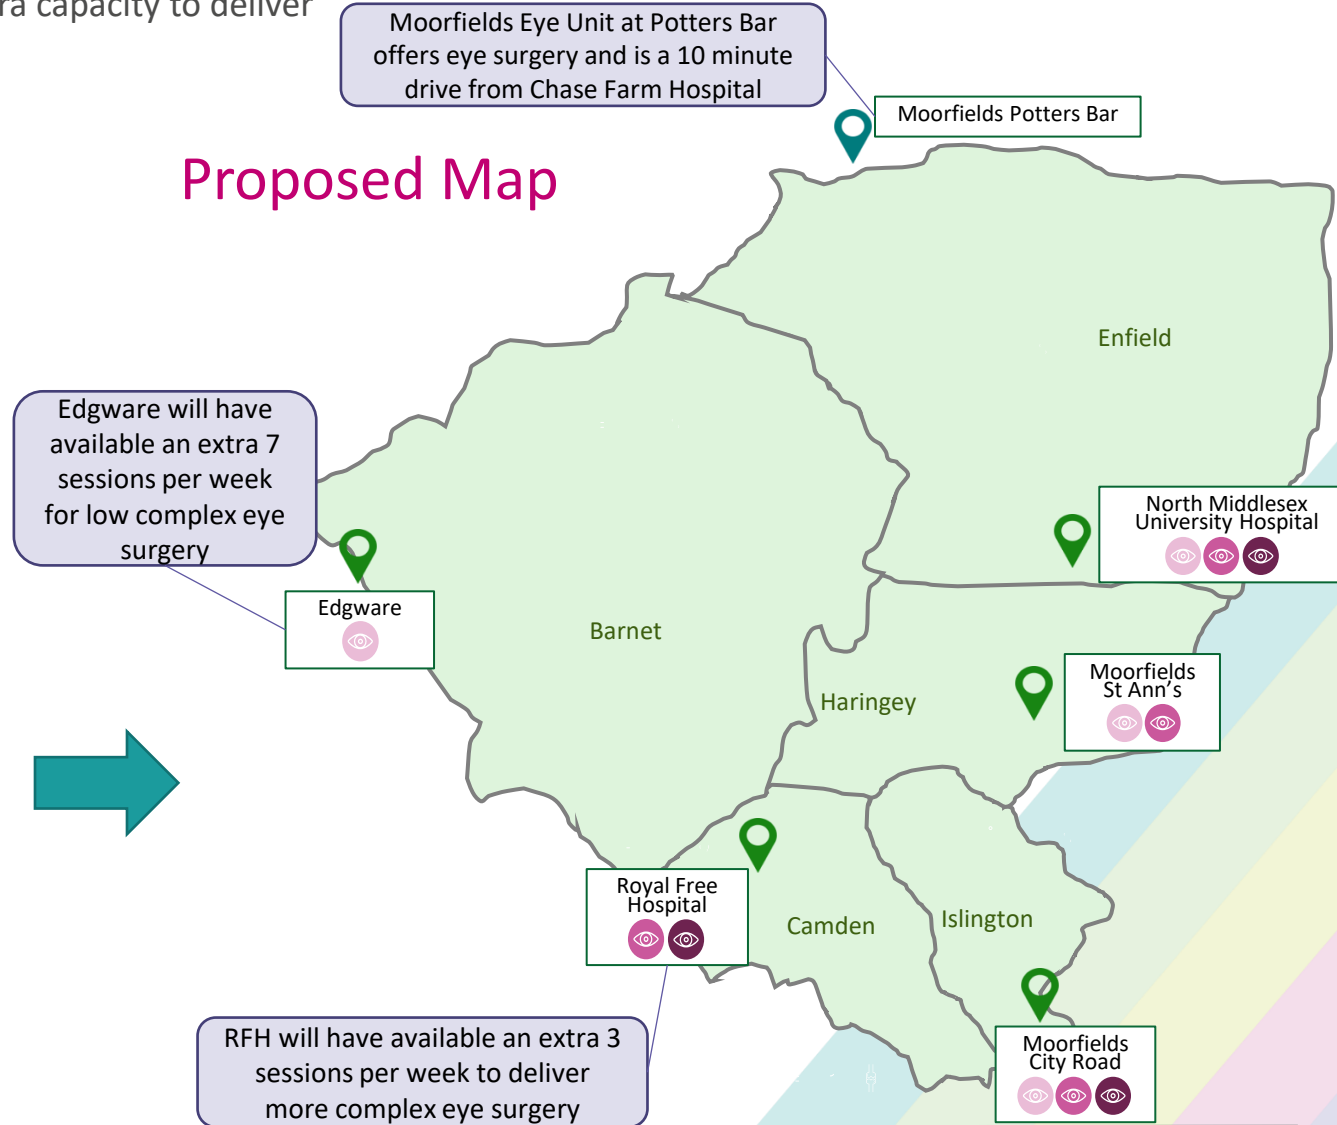 ra capacity to deliver
Moorfields Eye Unit at Potters Bar
offers eye surgery and is a 10 minute
drive from Chase Farm Hospital
Moorfields Potters Bar
Proposed Map
Enfield
Edgware will have
available an extra 7
sessions per week
for low complex eye
surgery
North Middlesex
University Hospital
Edgware
Barnet
Moorfields
St Ann's
Haringey
Royal Free
Hospital
Camden
Islington
RFH will have available an extra 3
sessions per week to deliver
more complex eye surgery
Moorfields
City Road